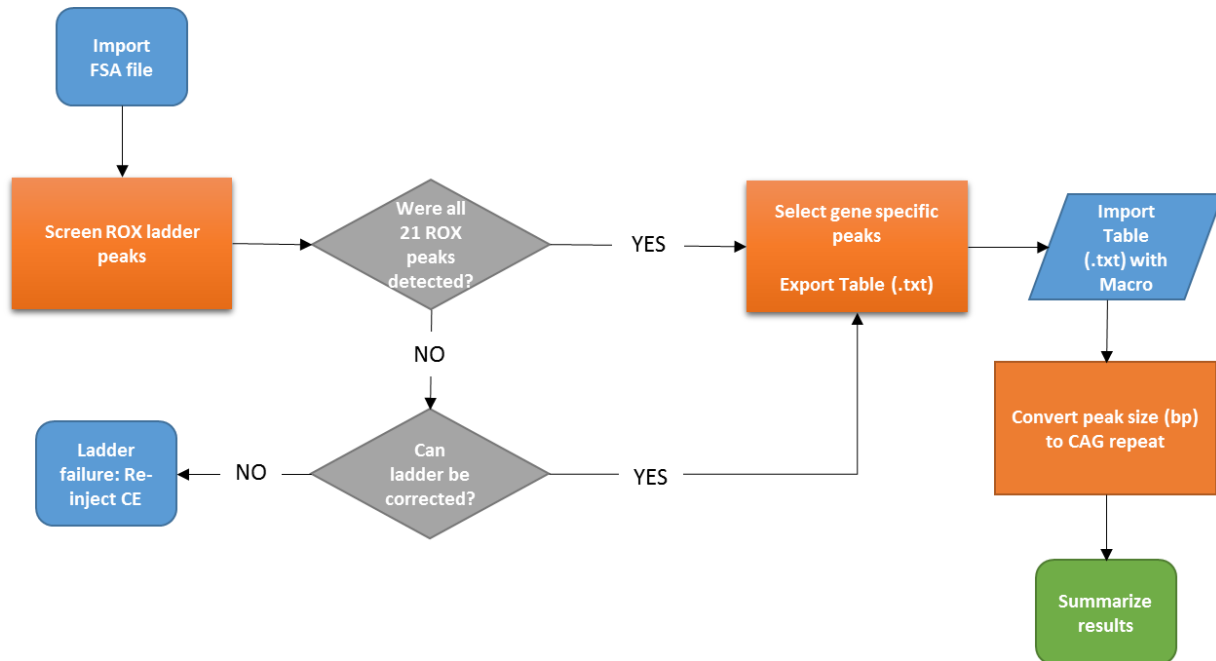 Import
FSA file
Screen ROX ladder
peaks
Were all
21 ROX
peaks
detected?
YES
Select gene specific
peaks
Export Table (.txt)
Import
Table
(.txt) with
Macro
NO
Convert peak size (bp)
to CAG repeat
Ladder
failure: Re-
inject CE
NO
Can
ladder be
corrected?
YES
Summarize
results